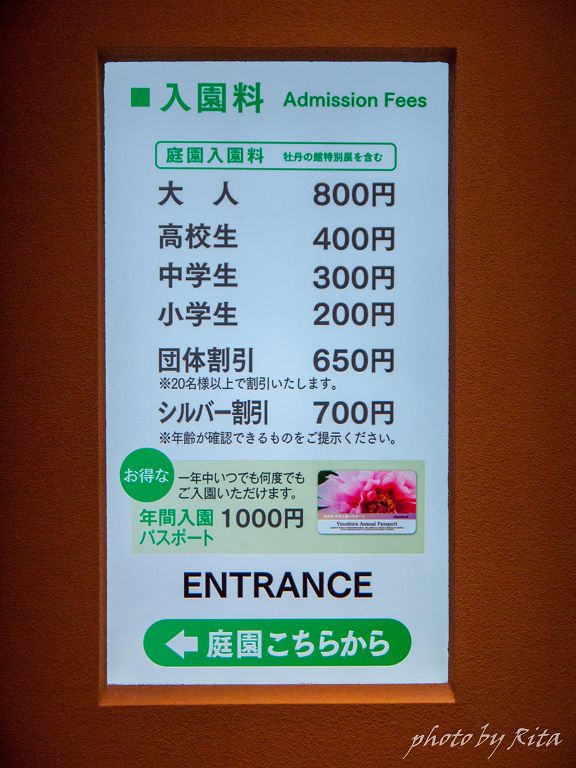 ■入園料 Admission Fees
庭園入園料 牡丹の館特別展を含む
大人 800円
高校生 400円
中学生 300円
小学生 200円
団体割引 650円
※20名様以上で割引いたします。
シルバー割引 700円
※年齢が確認できるものをご提示ください。
お得な
一年中いつでも何度でも
ご入園いただけます。
年間入園 1000円
パスポート
Yuushien Annual Passport
ENTRANCE
←庭園こちらから
photo by Rita